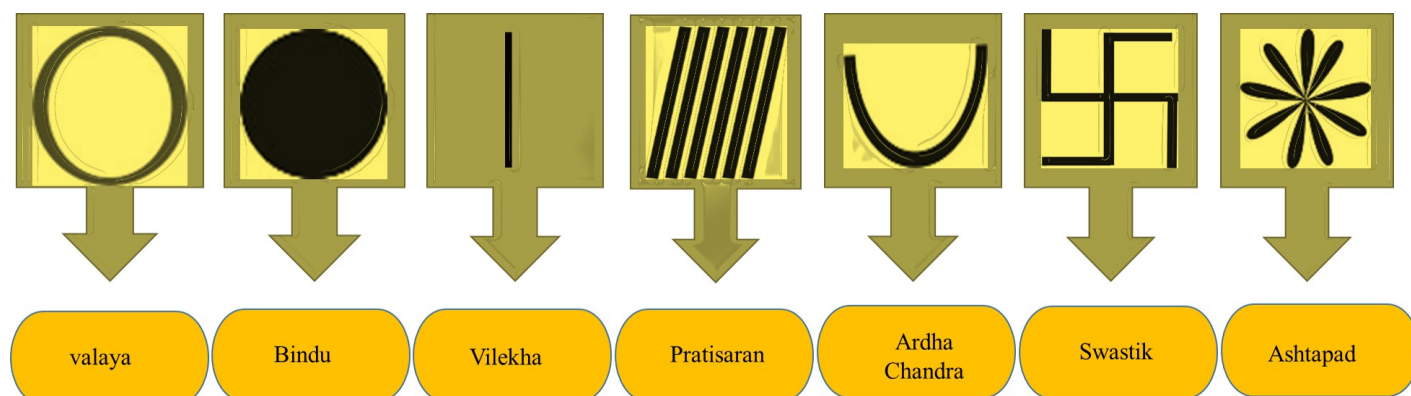 valaya
Bindu
Vilekha
Pratisaran
Ardha
Chandra
Swastik
Ashtapad